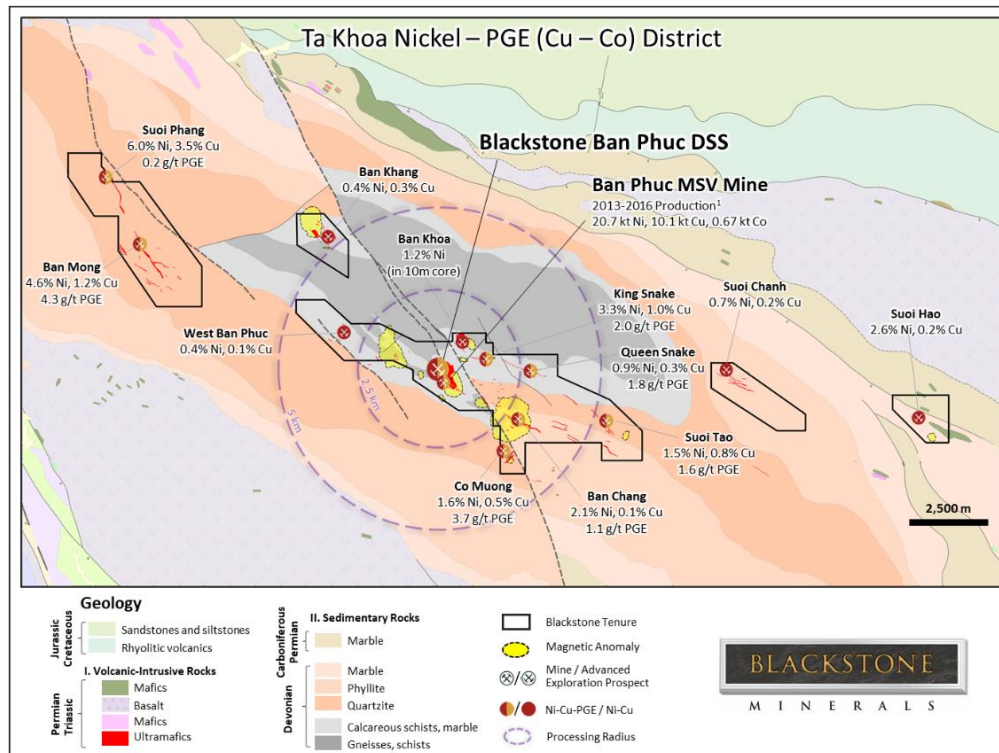 Ta Khoa Nickel – PGE (Cu – Co) District
Suoi Phang
6.0% Ni, 3.5% Cu
0.2 g/t PGE
Blackstone Ban Phuc DSS
Ban Khang
0.4% Ni, 0.3% Cu
Ban Phuc MSV Mine
2013-2016 Production¹
20.7 kt Ni, 10.1 kt Cu, 0.67 kt Co
Ban Khoa
1.2% Ni
(in 10m core)
Ban Mong
4.6% Ni, 1.2% Cu
4.3 g/t PGE
King Snake
3.3% Ni, 1.0% Cu
2.0 g/t PGE
Suoi Chanh
0.7% Ni, 0.2% Cu
Suoi Hao
2.6% Ni, 0.2% Cu
West Ban Phuc
0.4% Ni, 0.1% Cu
Queen Snake
0.9% Ni, 0.3% Cu
1.8 g/t PGE
2.5 km
5 km
Suoi Tao
1.5% Ni, 0.8% Cu
1.6 g/t PGE
Co Muong
1.6% Ni, 0.5% Cu
3.7 g/t PGE
Ban Chang
2.1% Ni, 0.1% Cu
1.1 g/t PGE
2,500 m
Geology
Jurassic
Cretaceous
Sandstones and siltstones
Rhyolitic volcanics
I. Volcanic-Intrusive Rocks
Permian
Triassic
Mafics
Basalt
Mafics
Ultramafics
II. Sedimentary Rocks
Carboniferous
Permian
Marble
Devonian
Marble
Phyllite
Quartzite
Calcareous schists, marble
Gneisses, schists
Blackstone Tenure
Magnetic Anomaly
Mine / Advanced
Exploration Prospect
Ni-Cu-PGE / Ni-Cu
Processing Radius
BLACKSTONE
MINERALS